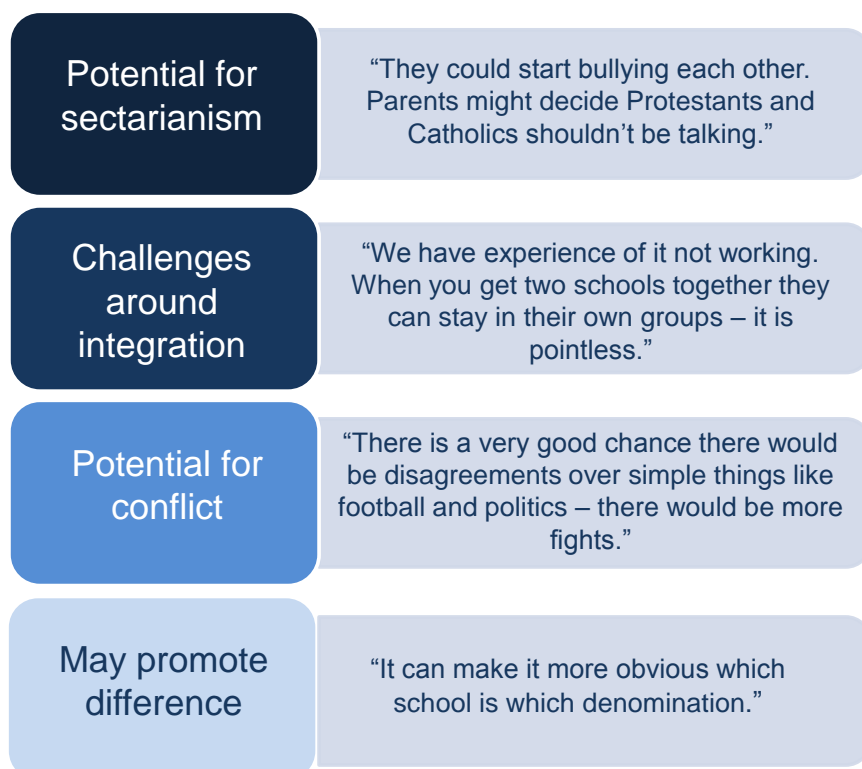 Potential for
sectarianism
“They could start bullying each other.
Parents might decide Protestants and
Catholics shouldn’t be talking.”
Challenges
around
integration
“We have experience of it not working.
When you get two schools together they
can stay in their own groups – it is
pointless.”
Potential for
conflict
“There is a very good chance there would
be disagreements over simple things like
football and politics – there would be more
fights.”
May promote
difference
“It can make it more obvious which
school is which denomination.”